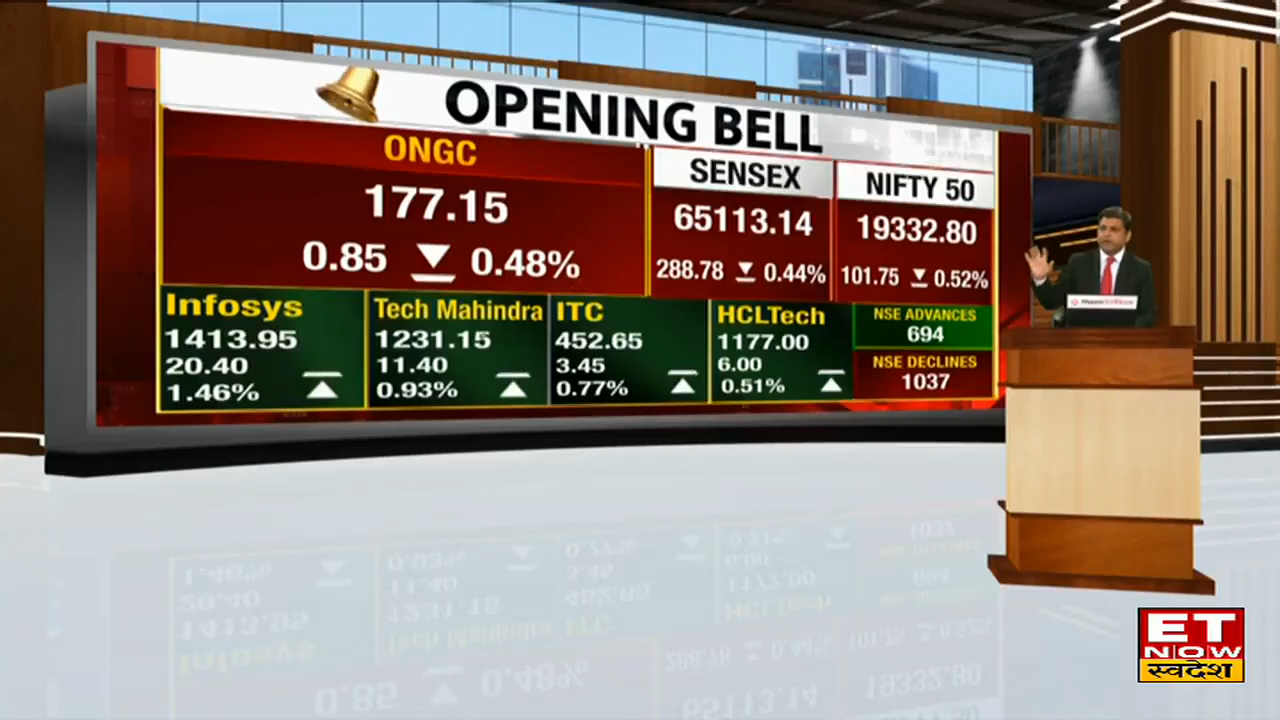 OPENING BELL
ONGC
177.15
0.85 0.48%
SENSEX
65113.14
288.78 0.44%
NIFTY 50
19332.80
101.75 0.52%
Infosys
1413.95
20.40
1.46%
Tech Mahindra
1231.15
11.40
0.93%
ITC
452.65
3.45
0.77%
HCLTech
1177.00
6.00
0.51%
NSE ADVANCES
694
NSE DECLINES
1037
ET
NOW
स्वदेश